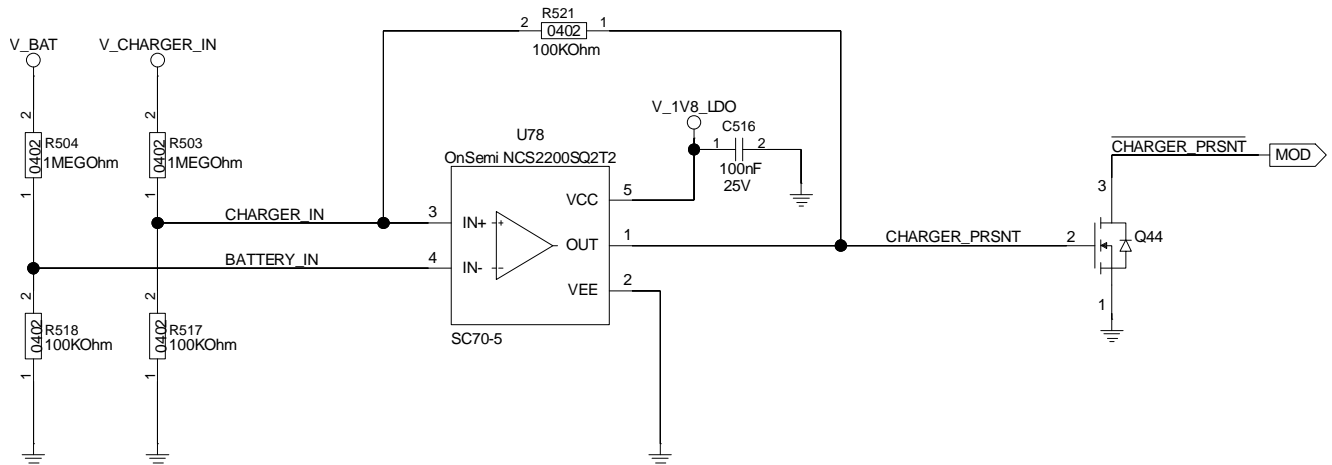 R521
2 0402 1
100KOhm
V_BAT V_CHARGER_IN
V_1V8_LDO
C516
1 2
100nF
25V
2 R504
0402 1MEGOhm
1
2 R503
0402 1MEGOhm
1
U78
OnSemi NCS2200SQ2T2
VCC 5
CHARGER_IN 3 IN+ +
OUT 1
BATTERY_IN 4 IN- -
VEE 2
SC70-5
CHARGER_PRSNT 2
CHARGER_PRSNT MOD
3
Q44
1
2 R518
0402 100KOhm
1
2 R517
0402 100KOhm
1